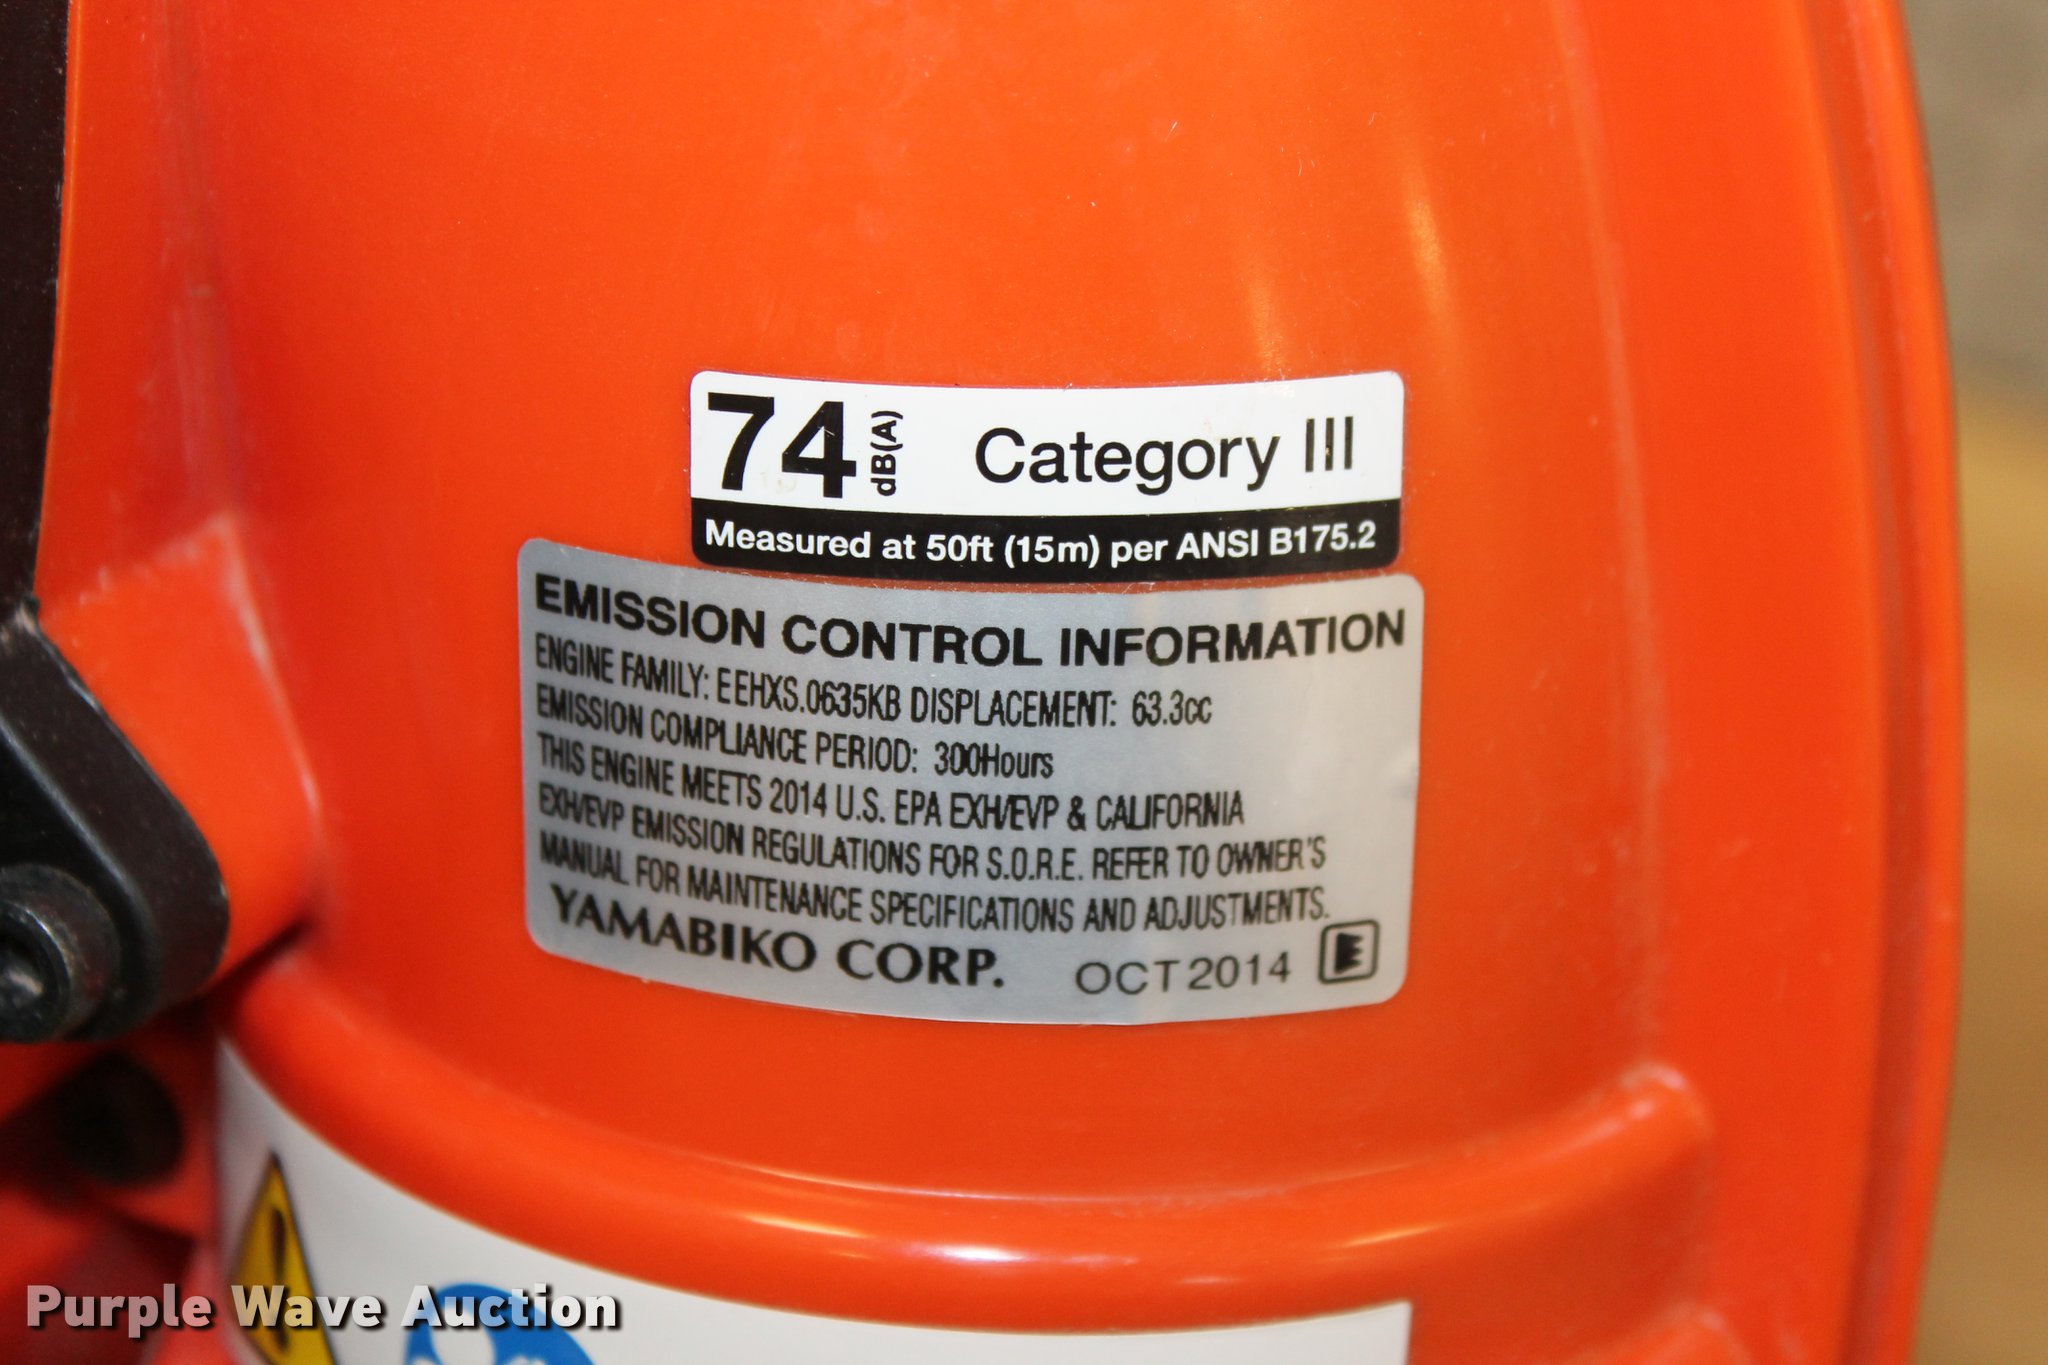 74 dB(A) Category III
Measured at 50ft (15m) per ANSI B175.2
EMISSION CONTROL INFORMATION
ENGINE FAMILY: EEHXS.0635KB DISPLACEMENT: 63.3cc
EMISSION COMPLIANCE PERIOD: 300Hours
THIS ENGINE MEETS 2014 U.S. EPA EXH/EVP & CALIFORNIA
EXH/EVP EMISSION REGULATIONS FOR S.O.R.E. REFER TO OWNER'S
MANUAL FOR MAINTENANCE SPECIFICATIONS AND ADJUSTMENTS.
YAMABIKO CORP. OCT 2014
Purple Wave Auction